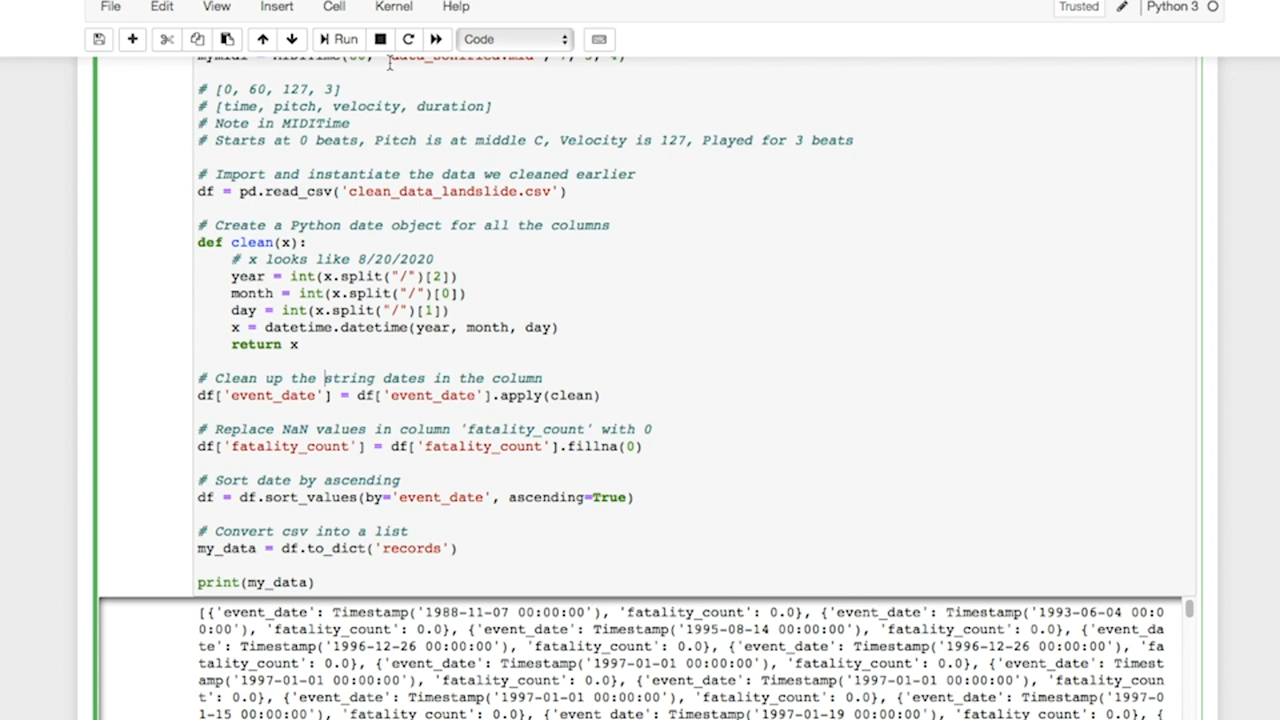 File Edit View Insert Cell Kernel Help Trusted Python 3
Run Code
# [0, 60, 127, 3]
# [time, pitch, velocity, duration]
# Note in MIDITime
# Starts at 0 beats, Pitch is at middle C, Velocity is 127, Played for 3 beats
# Import and instantiate the data we cleaned earlier
df = pd.read_csv('clean_data_landslide.csv')
# Create a Python date object for all the columns
def clean(x):
    # x looks like 8/20/2020
    year = int(x.split("/")[2])
    month = int(x.split("/")[0])
    day = int(x.split("/")[1])
    x = datetime.datetime(year, month, day)
    return x
# Clean up the string dates in the column
df['event_date'] = df['event_date'].apply(clean)
# Replace NaN values in column 'fatality_count' with 0
df['fatality_count'] = df['fatality_count'].fillna(0)
# Sort date by ascending
df = df.sort_values(by='event_date', ascending=True)
# Convert csv into a list
my_data = df.to_dict('records')
print(my_data)
[{'event_date': Timestamp('1988-11-07 00:00:00'), 'fatality_count': 0.0}, {'event_date': Timestamp('1993-06-04 00:0
0:00'), 'fatality_count': 0.0}, {'event_date': Timestamp('1995-08-14 00:00:00'), 'fatality_count': 0.0}, {'event_da
te': Timestamp('1996-12-26 00:00:00'), 'fatality_count': 0.0}, {'event_date': Timestamp('1996-12-26 00:00:00'), 'fa
tality_count': 0.0}, {'event_date': Timestamp('1997-01-01 00:00:00'), 'fatality_count': 0.0}, {'event_date': Timest
amp('1997-01-01 00:00:00'), 'fatality_count': 0.0}, {'event_date': Timestamp('1997-01-01 00:00:00'), 'fatality_coun
t': 0.0}, {'event_date': Timestamp('1997-01-01 00:00:00'), 'fatality_count': 0.0}, {'event_date': Timestamp('1997-0
1-15 00:00:00'), 'fatality_count': 0.0}, {'event_date': Timestamp('1997-01-19 00:00:00'), 'fatality_count': 0.0}, {